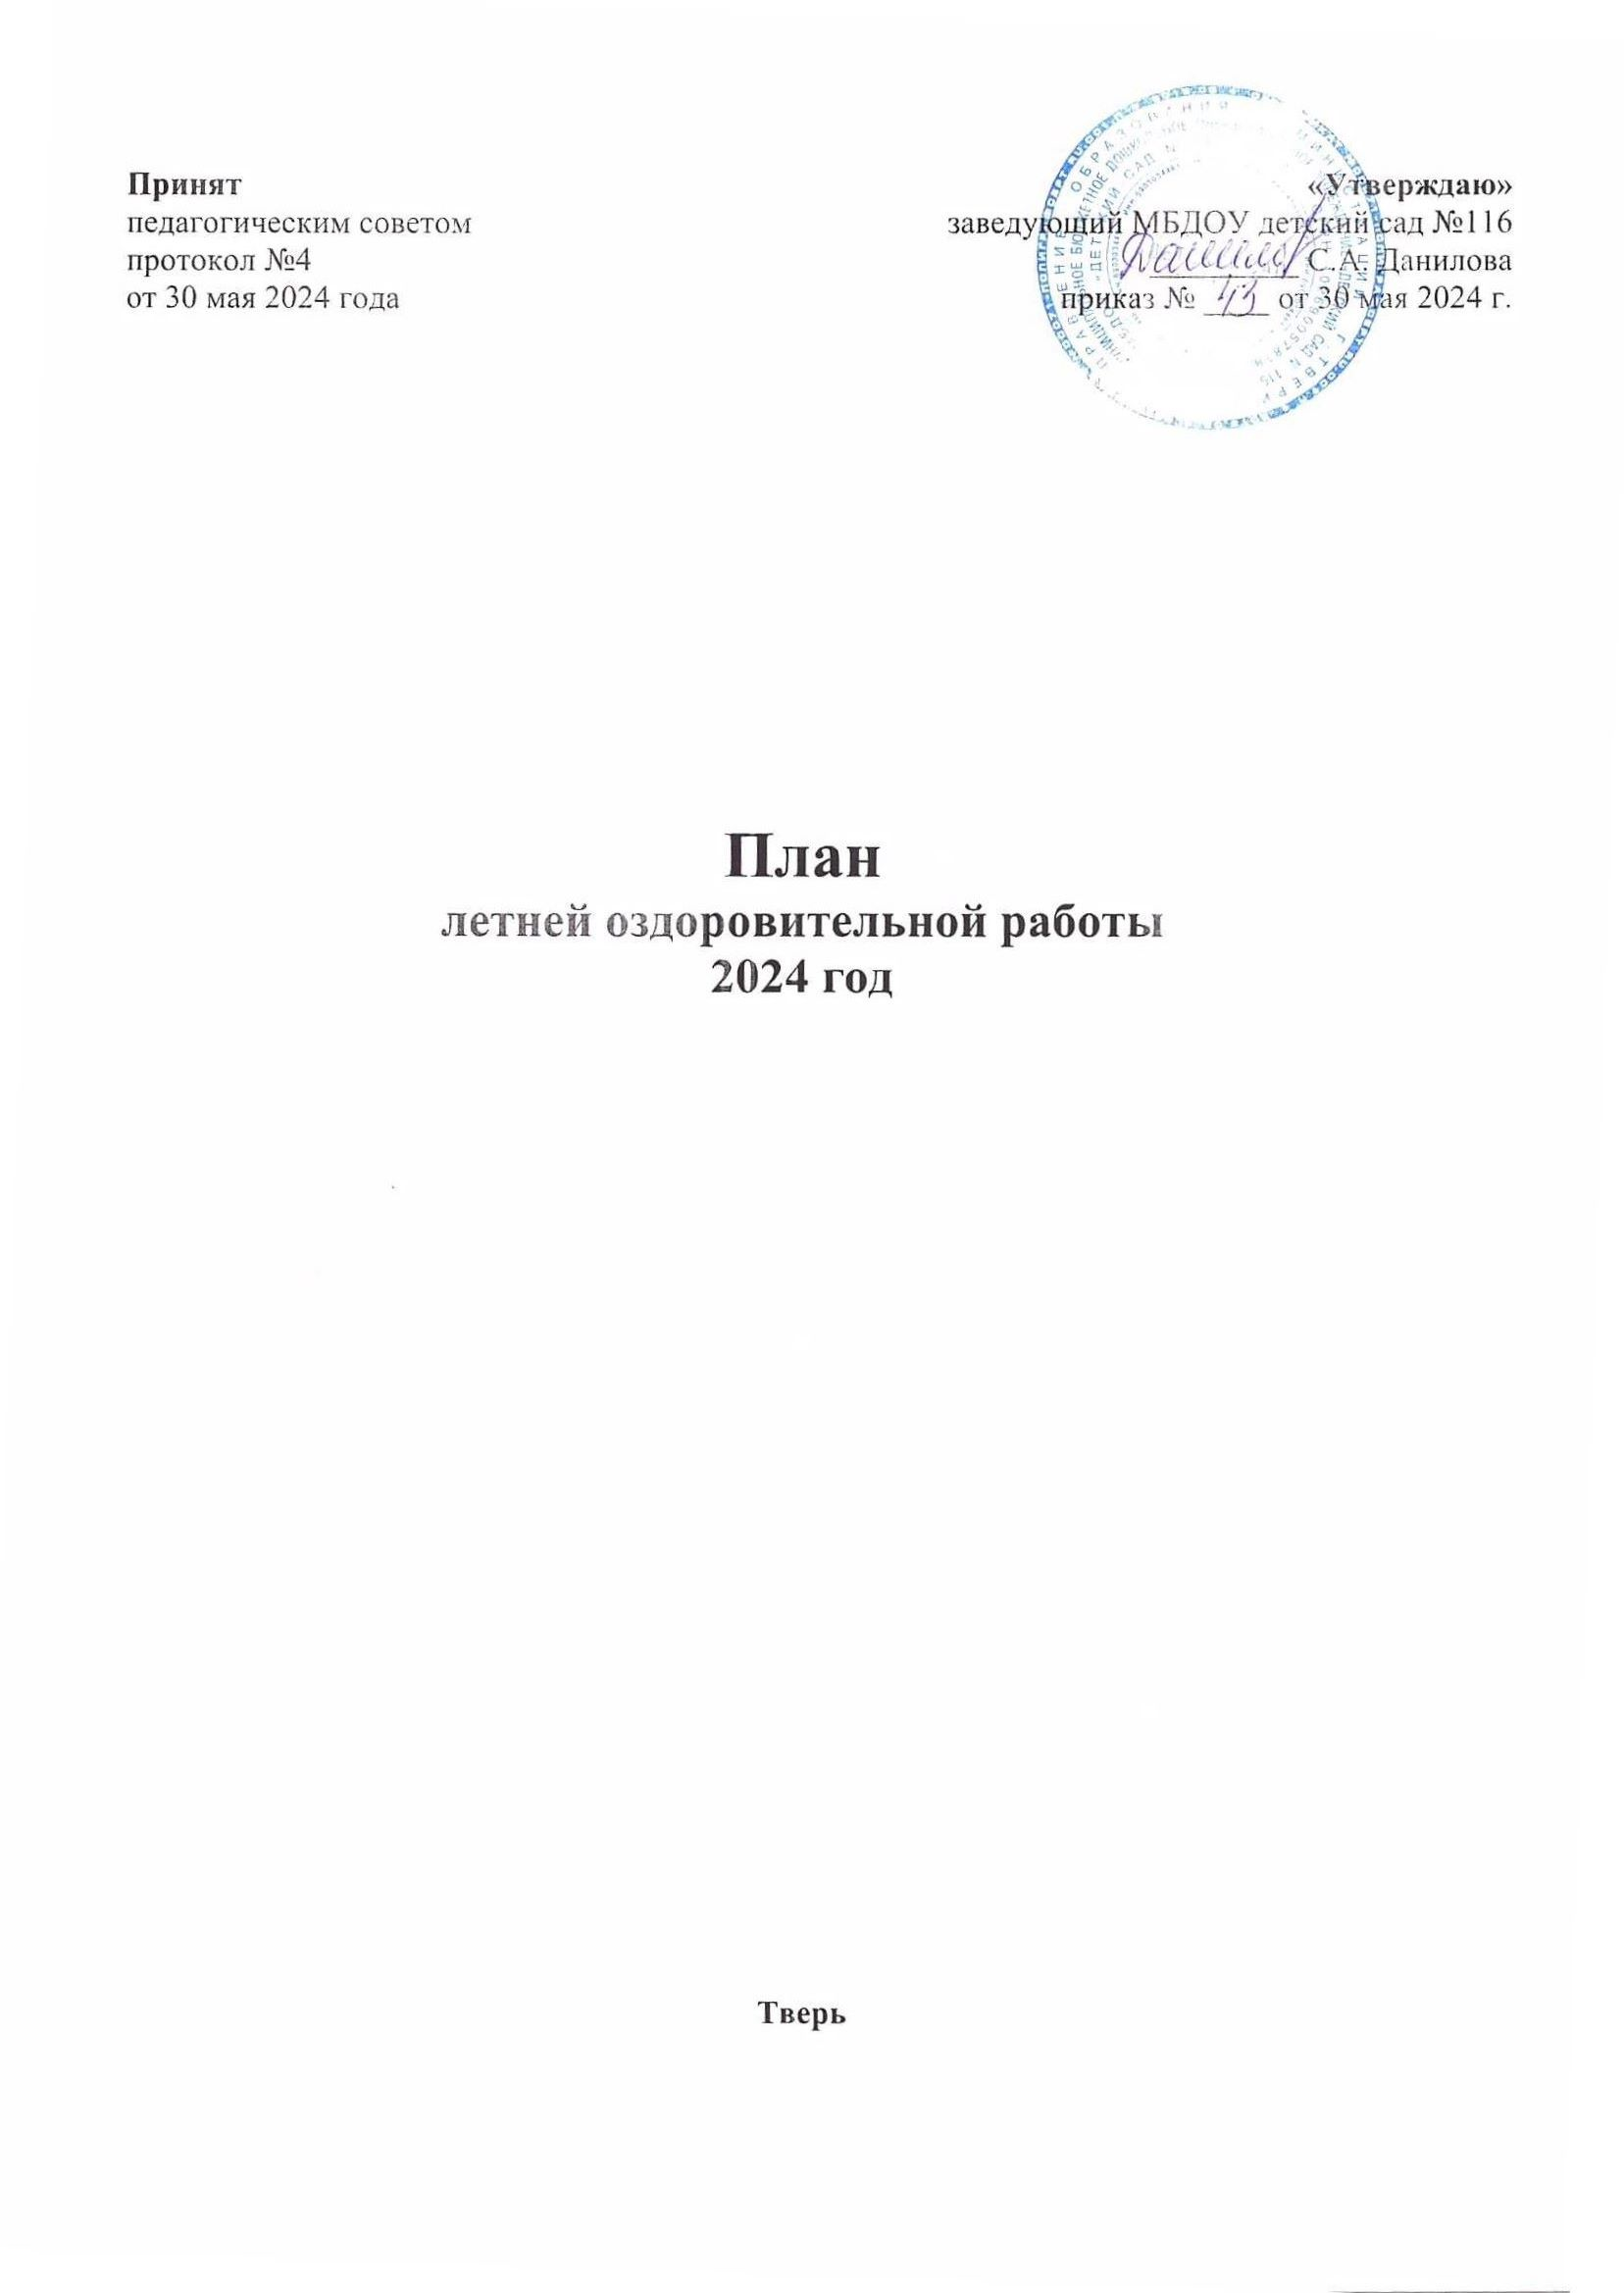 Принят
педагогическим советом
протокол №4
от 30 мая 2024 года
«Утверждаю»
заведующий МБДОУ детский сад №116
С.А. Данилова
приказ № 43 от 30 мая 2024 г.
План
летней оздоровительной работы
2024 год
Тверь